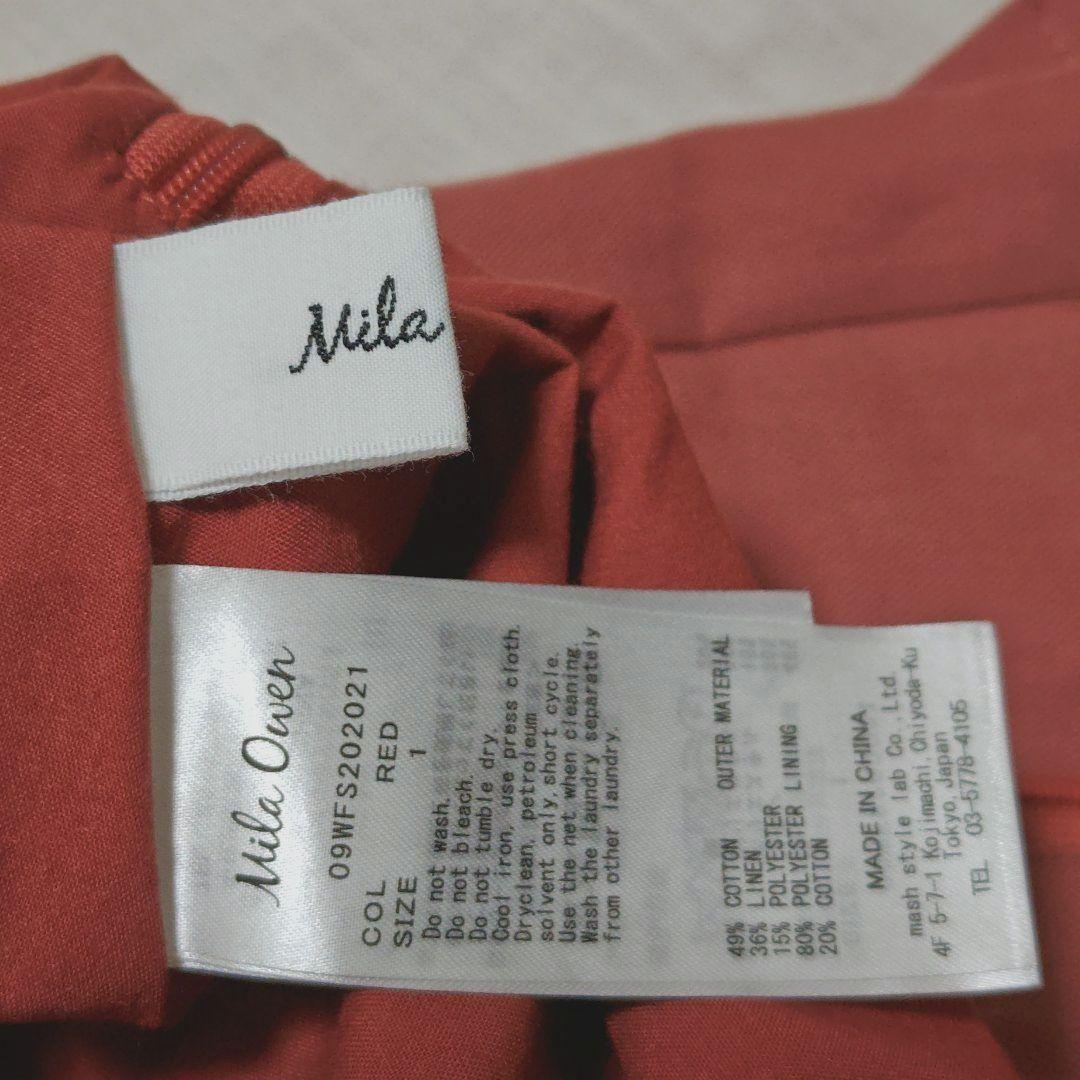 Mila
Mila Owen
09WFS202021
COL RED
SIZE 1
Do not wash.
Do not bleach.
Do not tumble dry.
Cool iron, use press cloth.
Dryclean, petroleum
solvent only, short cycle.
Use the net when cleaning.
Wash the laundry separately
from other laundry.
49% COTTON OUTER MATERIAL
36% LINEN
15% POLYESTER
80% POLYESTER LINING
20% COTTON
MADE IN CHINA
mash style lab Co.,Ltd.
4F 5-7-1 Kojimachi, Chiyoda-Ku
Tokyo, Japan
TEL 03-5778-4105